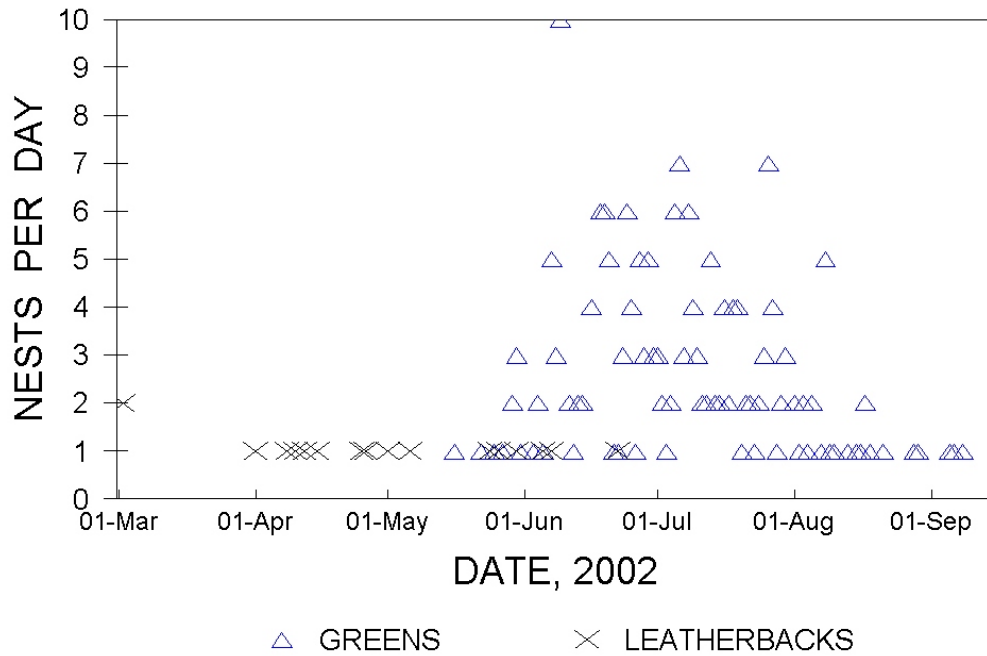 NESTS PER DAY
10
9
8
7
6
5
4
3
2
1
0
01-Mar 01-Apr 01-May 01-Jun 01-Jul 01-Aug 01-Sep
DATE, 2002
GREENS LEATHERBACKS